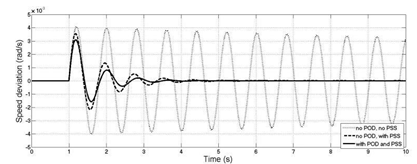 5
4
3
2
1
0
-1
-2
-3
-4
-5
0 1 2 3 4 5 6 7 8 9 10
Speed deviation (rad/s)
Time (s)
no POD, no PSS
no POD, with PSS
with POD and PSS